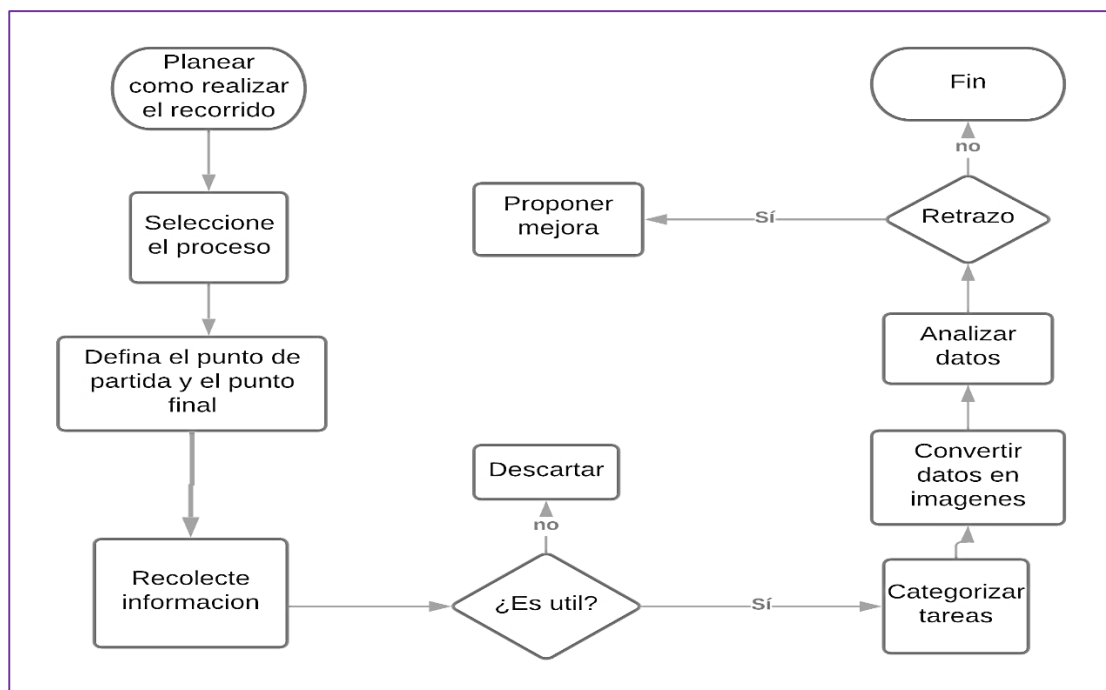 Planear
como realizar
el recorrido
Seleccione
el proceso
Defina el punto de
partida y el punto
final
Recolecte
informacion
¿Es util?
no
Descartar
Sí
Categorizar
tareas
Convertir
datos en
imagenes
Analizar
datos
Retrazo
Sí
Proponer
mejora
no
Fin